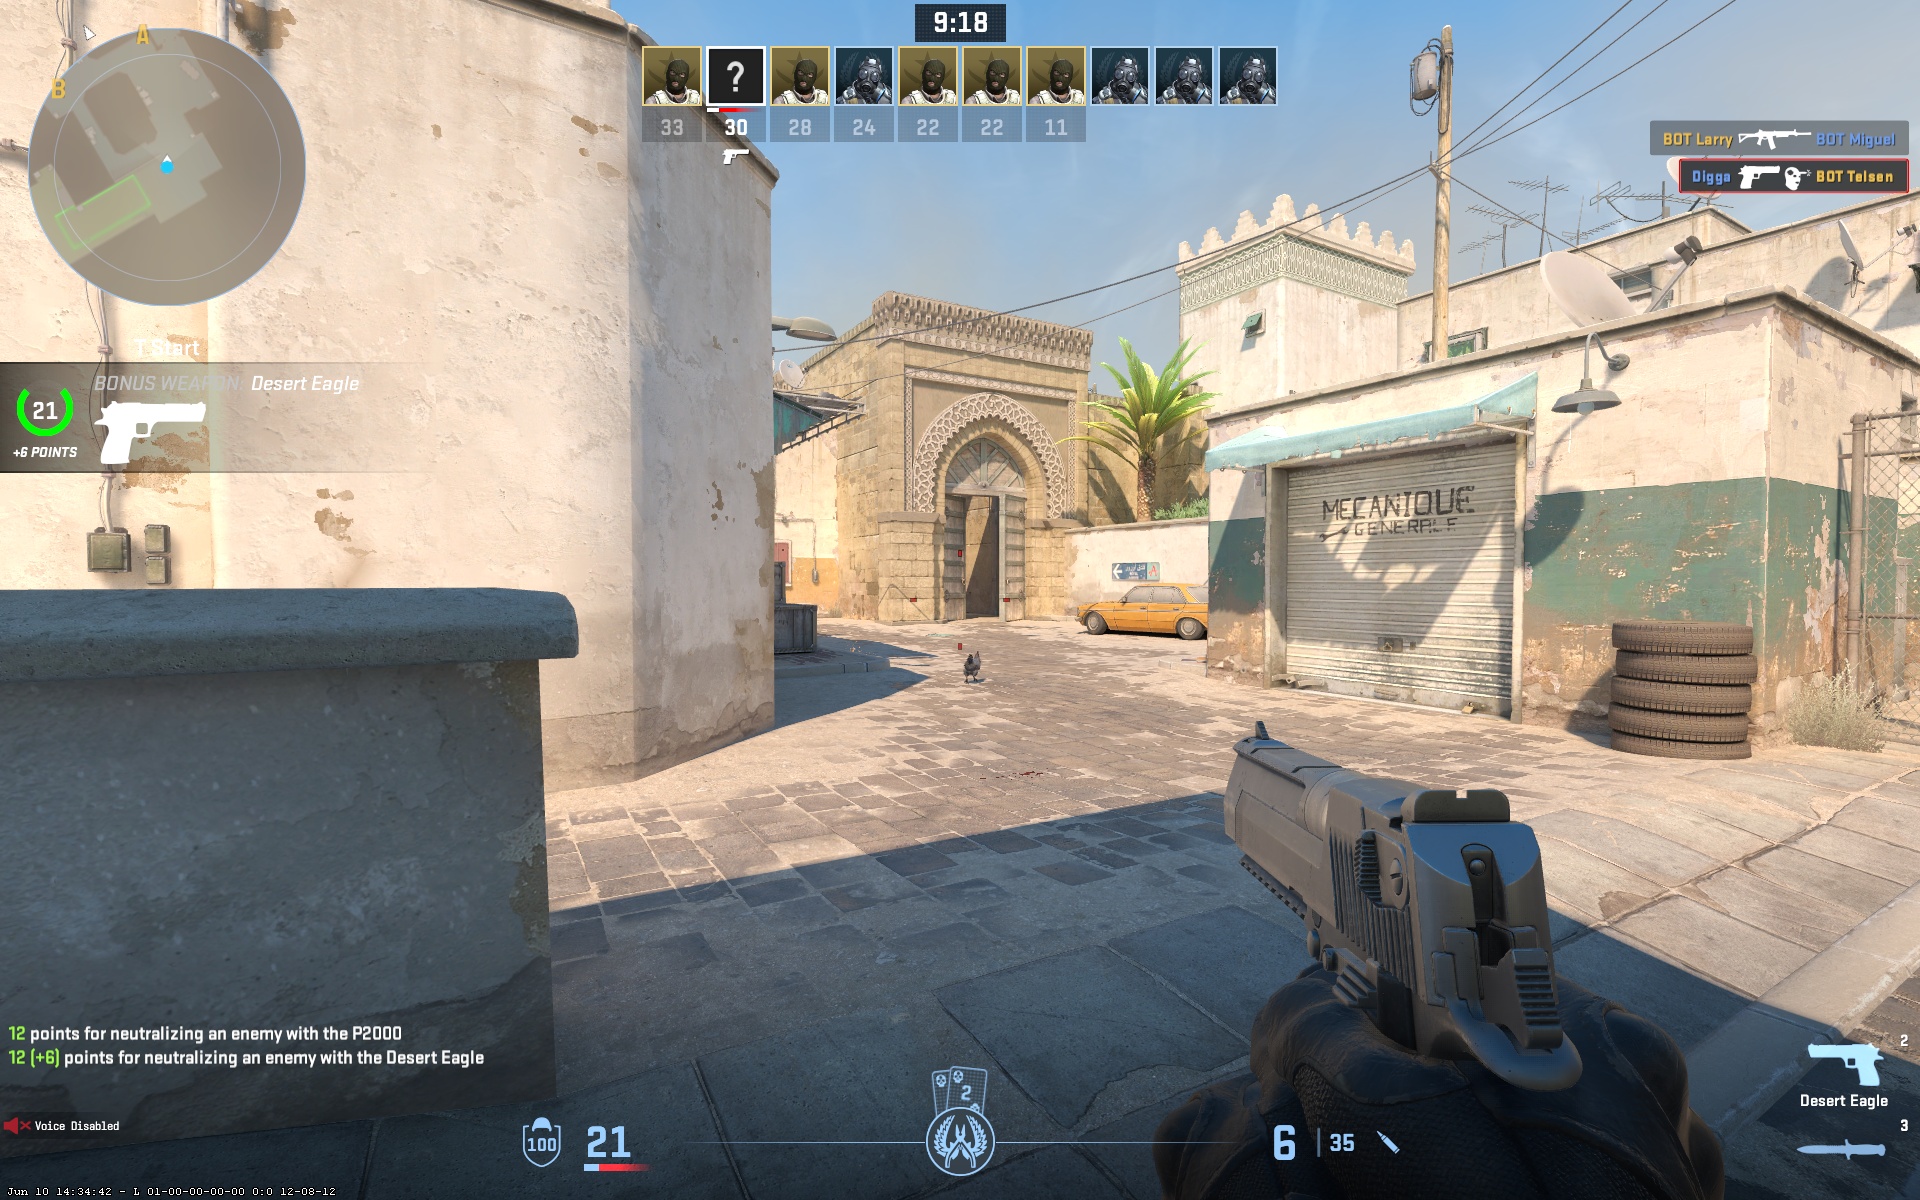 9:18
A
B
?
33 30 28 24 22 22 11
BOT Larry BOT Miguel
Digga BOT Telsen
T Start
BONUS WEAPON: Desert Eagle
21
+6 POINTS
MECANIQUE
GENERALE
A
12 points for neutralizing an enemy with the P2000
12 (+6) points for neutralizing an enemy with the Desert Eagle
Voice Disabled
100 21
2
6 35
2
Desert Eagle
3
Jun 10 14:34:42 - L 01-00-00-00-00 0:0 12-08-12